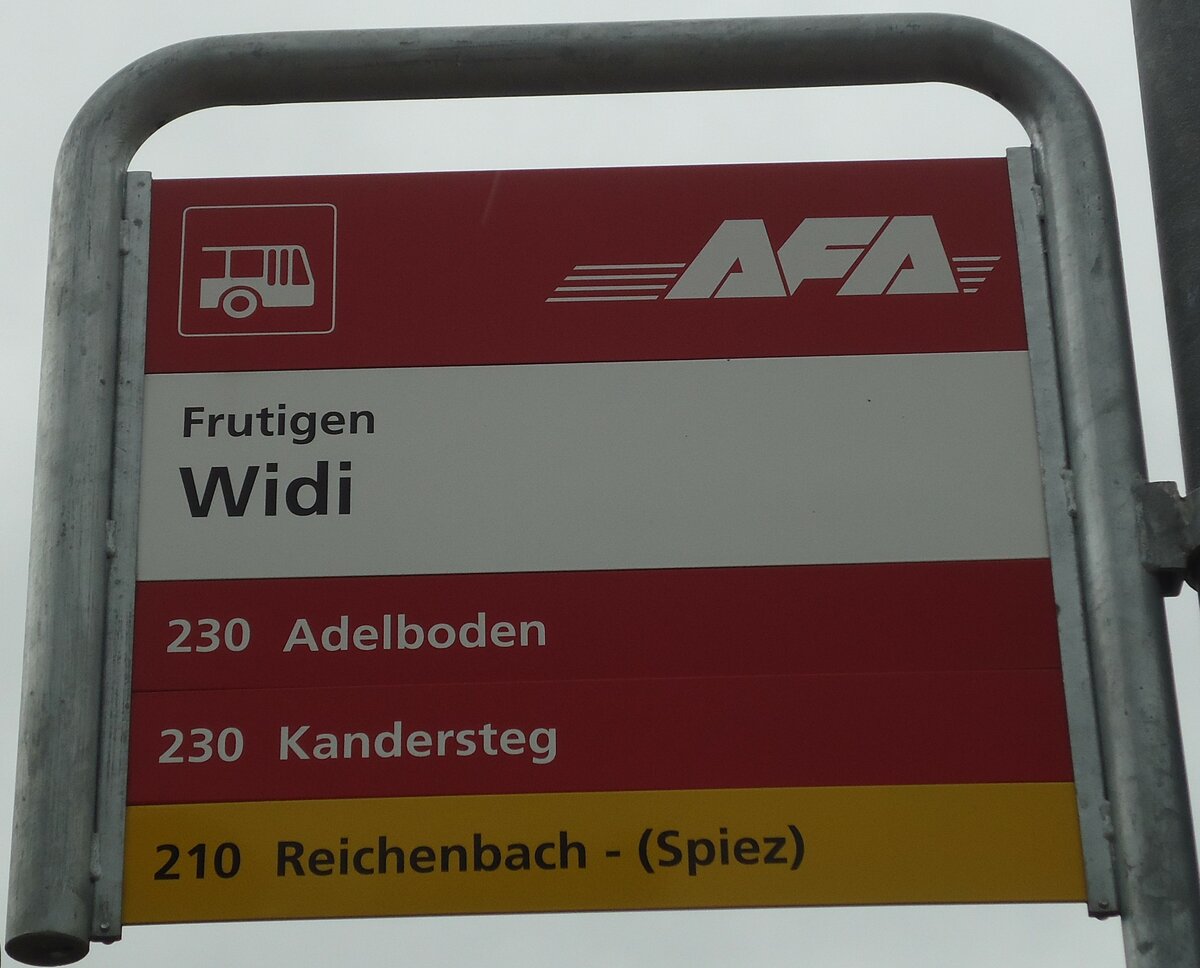 AFA
Frutigen
Widi
230 Adelboden
230 Kandersteg
210 Reichenbach - (Spiez)